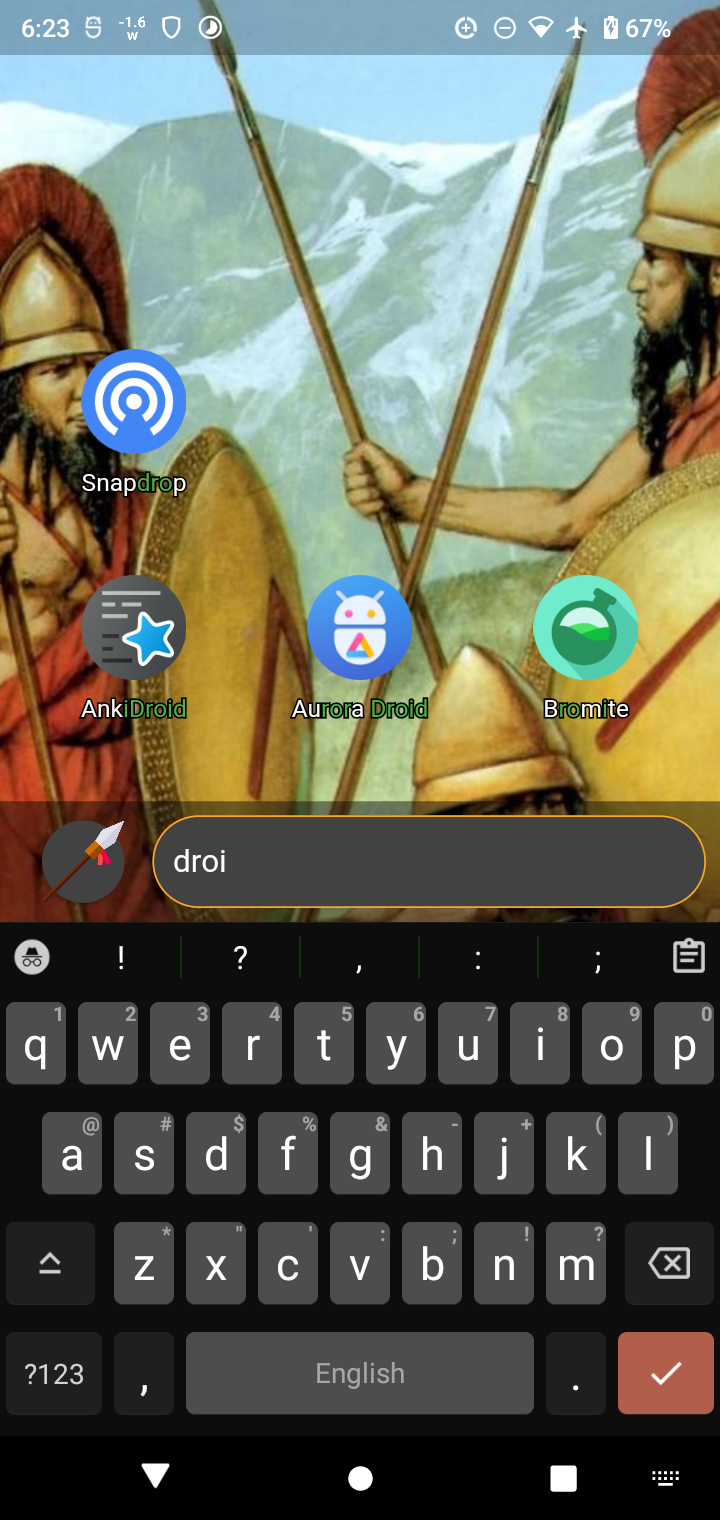 6:23 -1.6 W 67%
Snapdrop
AnkiDroid Aurora Droid Bromite
droi
! ? , : ;
1 2 3 4 5 6 7 8 9 0
q w e r t y u i o p
@ # $ % & - + ( )
a s d f g h j k l
* " ' : ; ! ?
z x c v b n m
?123 , English .